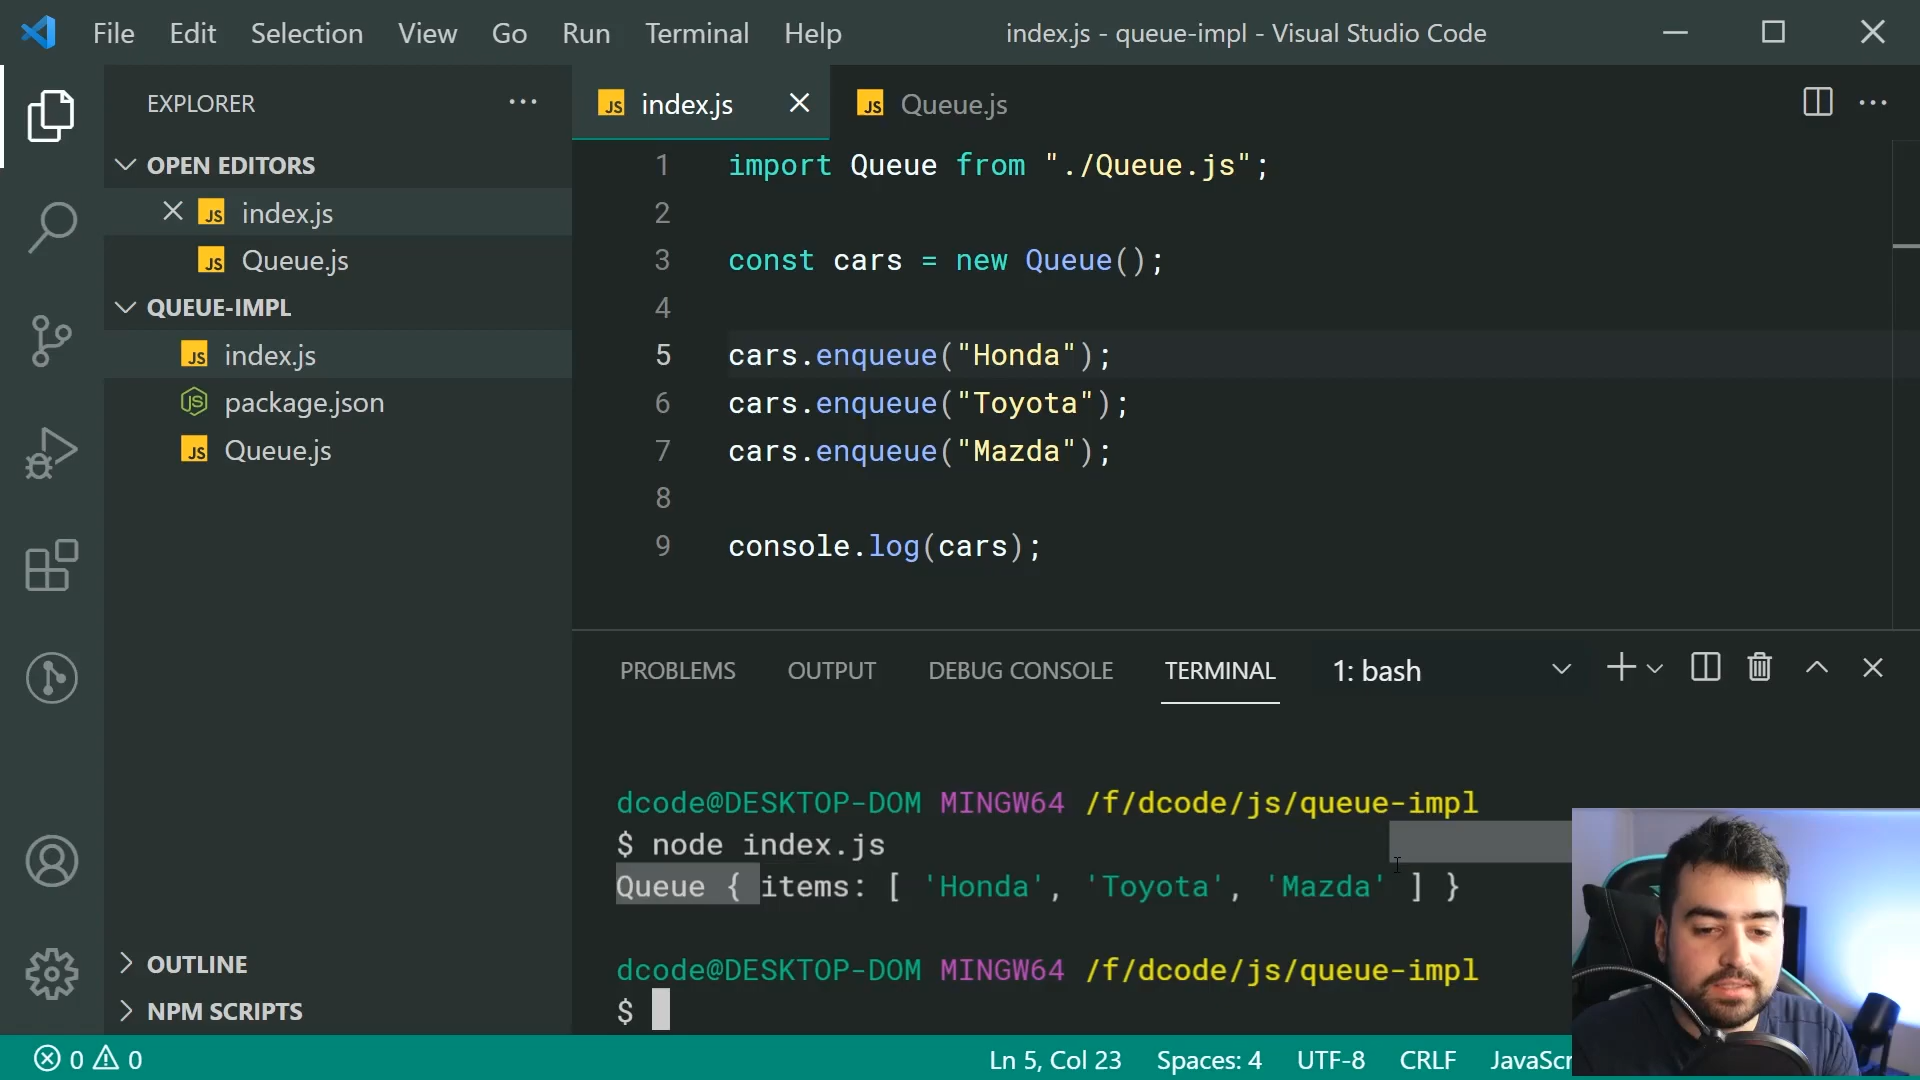 File Edit Selection View Go Run Terminal Help index.js - queue-impl - Visual Studio Code
EXPLORER
OPEN EDITORS
JS index.js
JS Queue.js
QUEUE-IMPL
JS index.js
JS package.json
JS Queue.js
OUTLINE
NPM SCRIPTS
JS index.js JS Queue.js
1 import Queue from "./Queue.js";
2
3 const cars = new Queue();
4
5 cars.enqueue("Honda");
6 cars.enqueue("Toyota");
7 cars.enqueue("Mazda");
8
9 console.log(cars);
PROBLEMS OUTPUT DEBUG CONSOLE TERMINAL 1: bash
dcode@DESKTOP-DOM MINGW64 /f/dcode/js/queue-impl
$ node index.js
Queue { items: [ 'Honda', 'Toyota', 'Mazda' ] }
dcode@DESKTOP-DOM MINGW64 /f/dcode/js/queue-impl
$
0 0 Ln 5, Col 23 Spaces: 4 UTF-8 CRLF